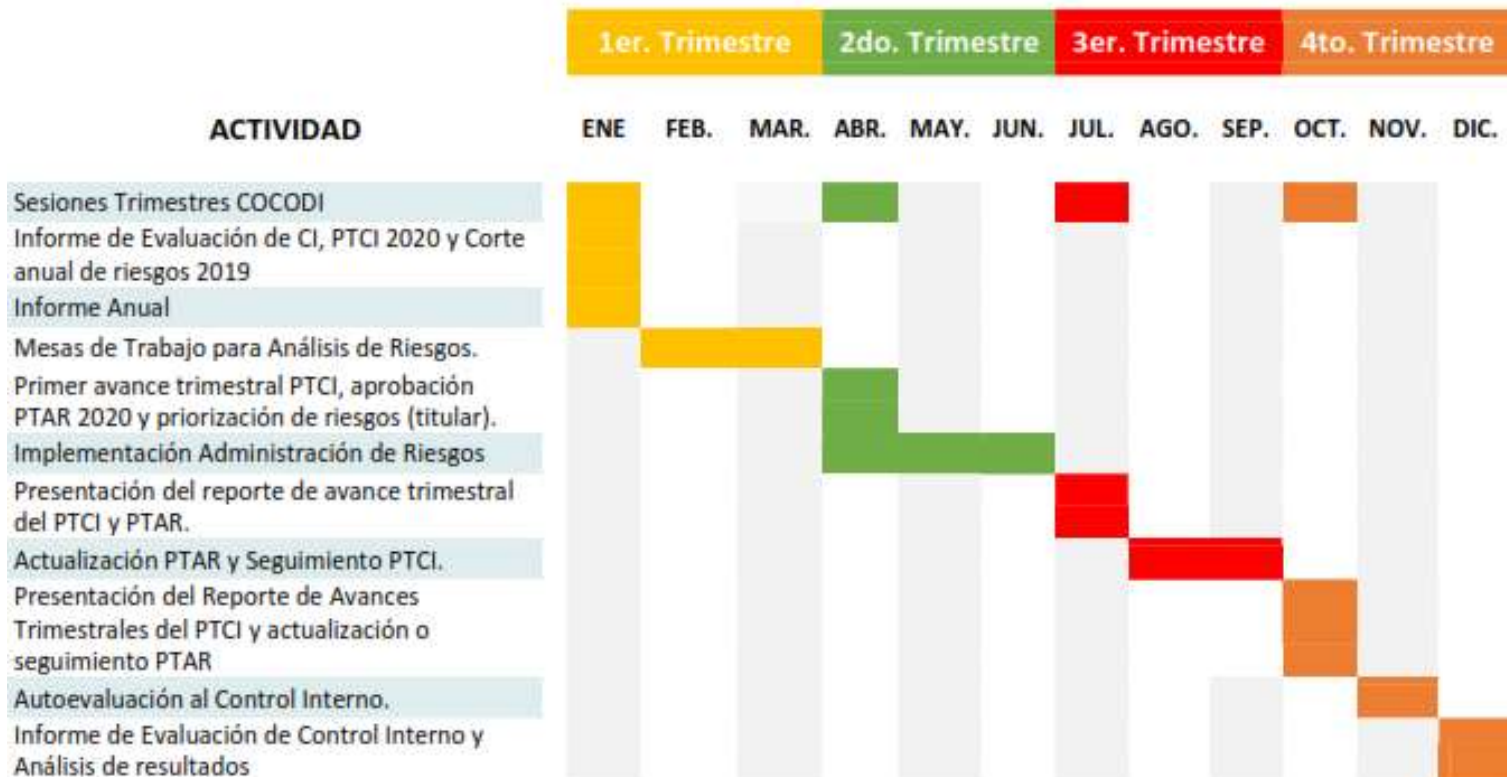 1er. Trimestre 2do. Trimestre 3er. Trimestre 4to. Trimestre
ACTIVIDAD ENE FEB. MAR. ABR. MAY. JUN. JUL. AGO. SEP. OCT. NOV. DIC.
Sesiones Trimestres COCODI
Informe de Evaluación de CI, PTCI 2020 y Corte
anual de riesgos 2019
Informe Anual
Mesas de Trabajo para Análisis de Riesgos.
Primer avance trimestral PTCI, aprobación
PTAR 2020 y priorización de riesgos (titular).
Implementación Administración de Riesgos
Presentación del reporte de avance trimestral
del PTCI y PTAR.
Actualización PTAR y Seguimiento PTCI.
Presentación del Reporte de Avances
Trimestrales del PTCI y actualización o
seguimiento PTAR
Autoevaluación al Control Interno.
Informe de Evaluación de Control Interno y
Análisis de resultados